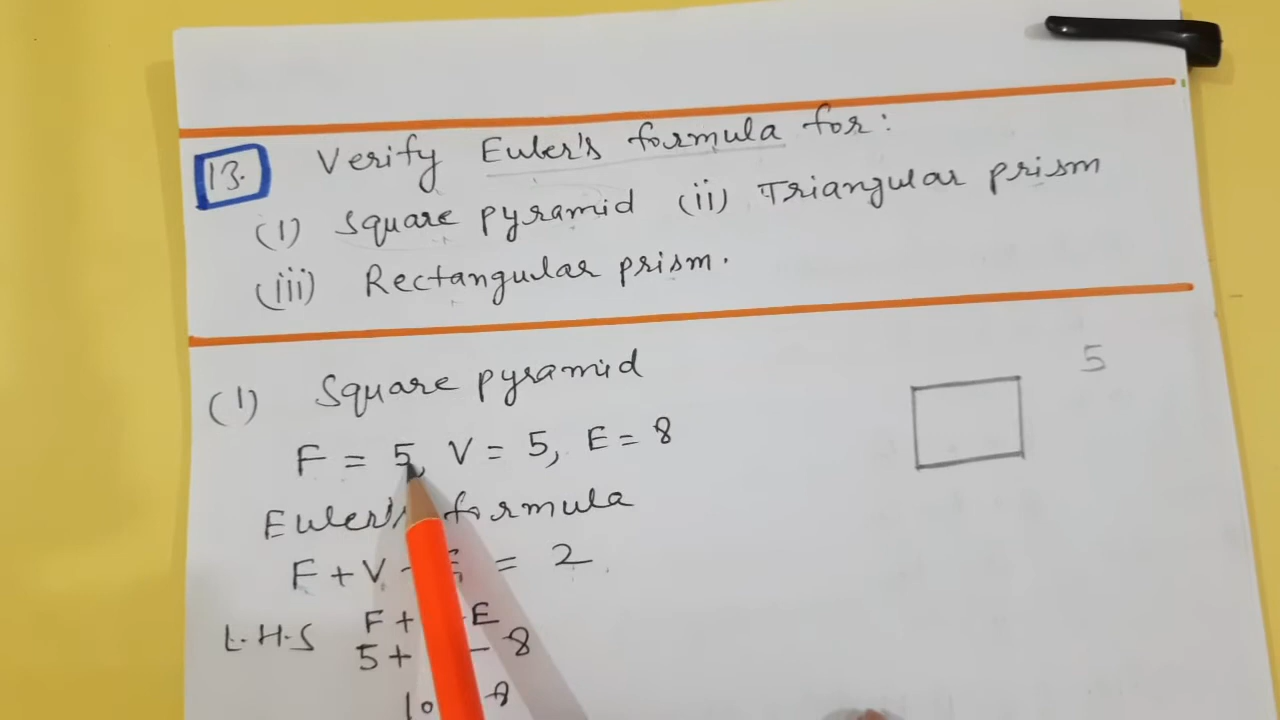 13. Verify Euler's formula for:
(i) Square pyramid (ii) Triangular prism
(iii) Rectangular prism.
(1) Square pyramid
5
F = 5, V = 5, E = 8
Euler's formula
F + V - E = 2
L.H.S F + - E
5 + - 8
10 8